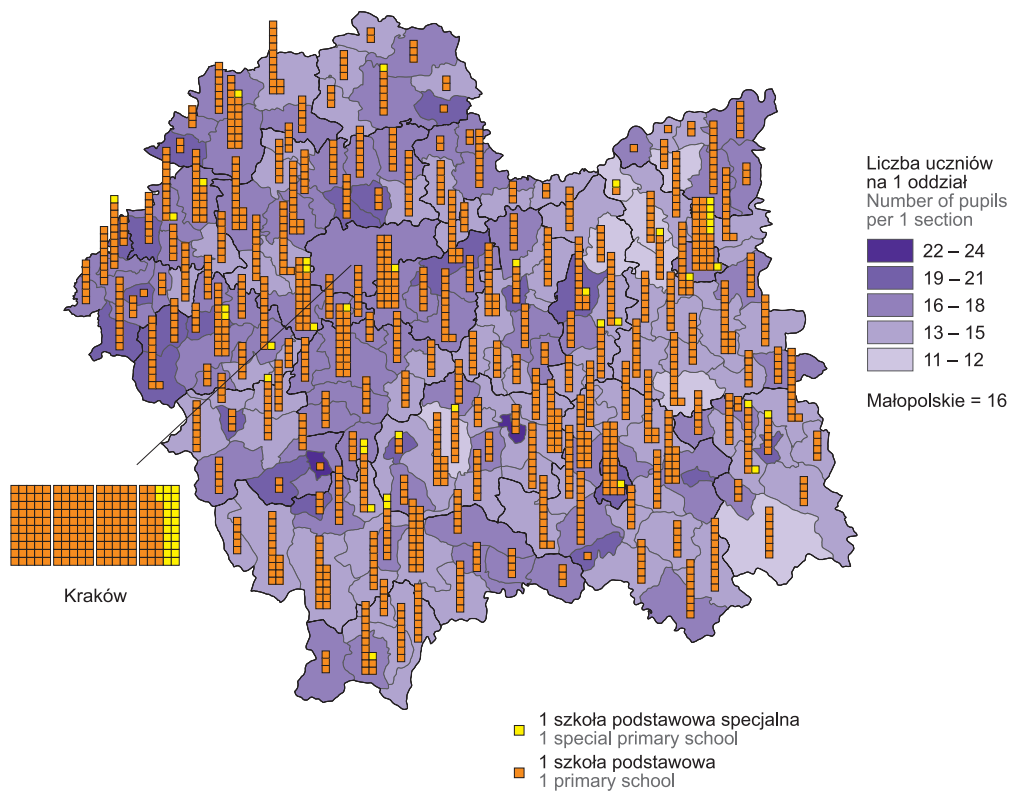 Liczba uczniów
na 1 oddział
Number of pupils
per 1 section
22 – 24
19 – 21
16 – 18
13 – 15
11 – 12
Małopolskie = 16
Kraków
1 szkoła podstawowa specjalna
1 special primary school
1 szkoła podstawowa
1 primary school